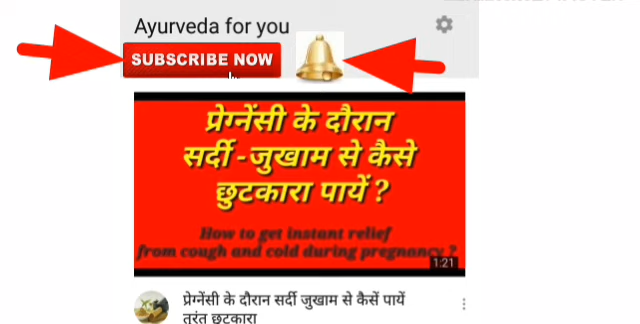 Ayurveda for you
SUBSCRIBE NOW
प्रेग्नेंसी के दौरान
सर्दी-जुखाम से कैसे
छुटकारा पायें ?
How to get instant relief
from cough and cold during pregnancy ?
1:21
प्रेग्नेंसी के दौरान सर्दी जुखाम से कैसें पायें
तुरंत छुटकारा